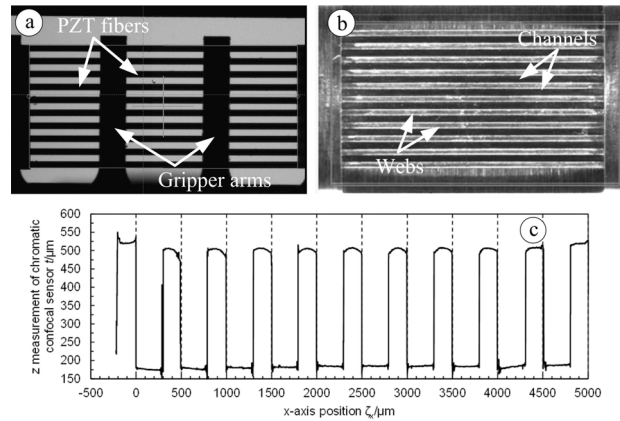 a
PZT fibers
Gripper arms
b
Channels
Webs
c
z measurement of chromatic
confocal sensor t/µm
600
550
500
450
400
350
300
250
200
150
-500 0 500 1000 1500 2000 2500 3000 3500 4000 4500 5000
x-axis position ζx/µm